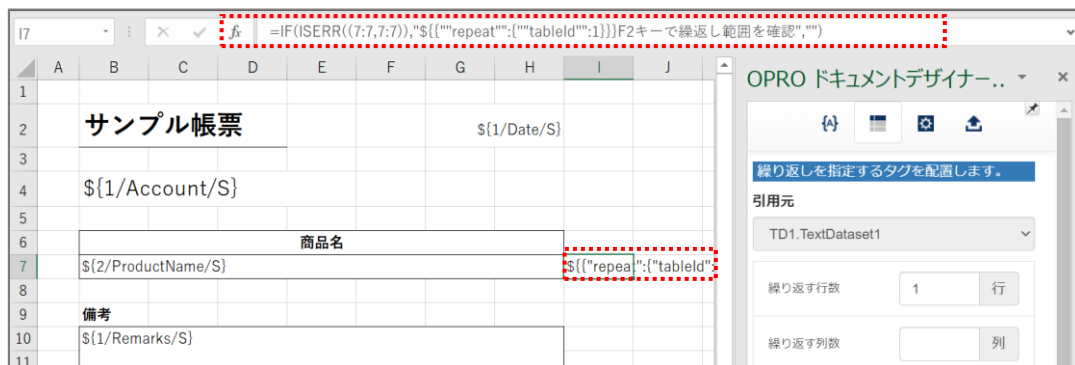 I7 fx =IF(ISERR((7:7,7:7)),"${{""repeat"":{""tableId"":1}}}F2キーで繰返し範囲を確認","")
A B C D E F G H I J
OPRO ドキュメントデザイナー..
1
2 サンプル帳票 ${1/Date/S}
{A}
3
繰り返しを指定するタグを配置します。
4 ${1/Account/S}
引用元
5
TD1.TextDataset1
6 商品名
7 ${2/ProductName/S} ${{"repeat":{"tableId":
繰り返す行数 1 行
8
9 備考
10 ${1/Remarks/S}
繰り返す列数 列
11